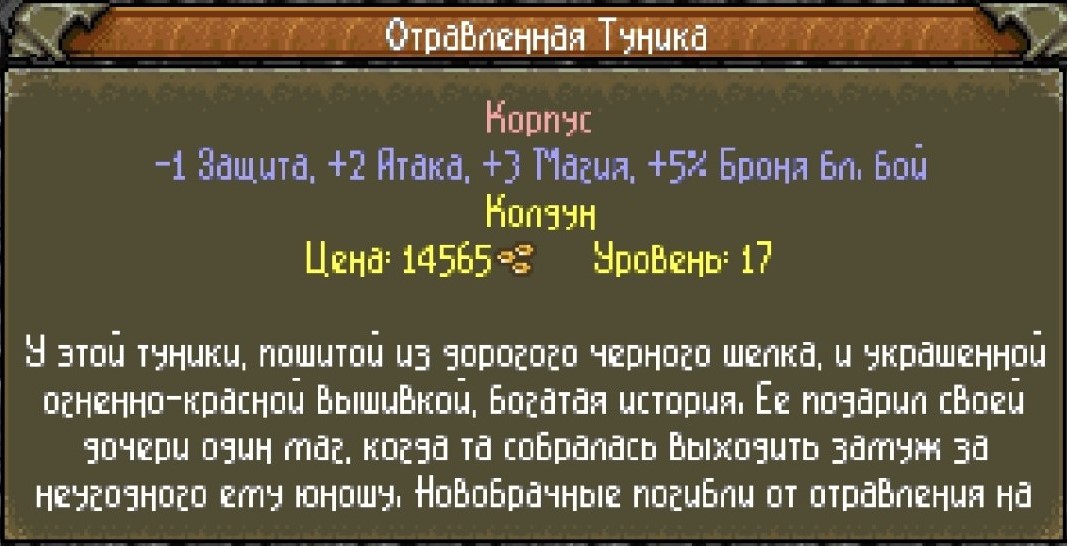 Отравленная Туника
Корпус
-1 Защита, +2 Атака, +3 Магия, +5% Броня бл. бой
Колдун
Цена: 14565 Уровень: 17
У этой туники, пошитой из дорогого черного шелка, и украшенной
огненно-красной вышивкой, богатая история. Ее подарил своей
дочери один маг, когда та собралась выходить замуж за
неугодного ему юношу. Новобрачные погибли от отравления на